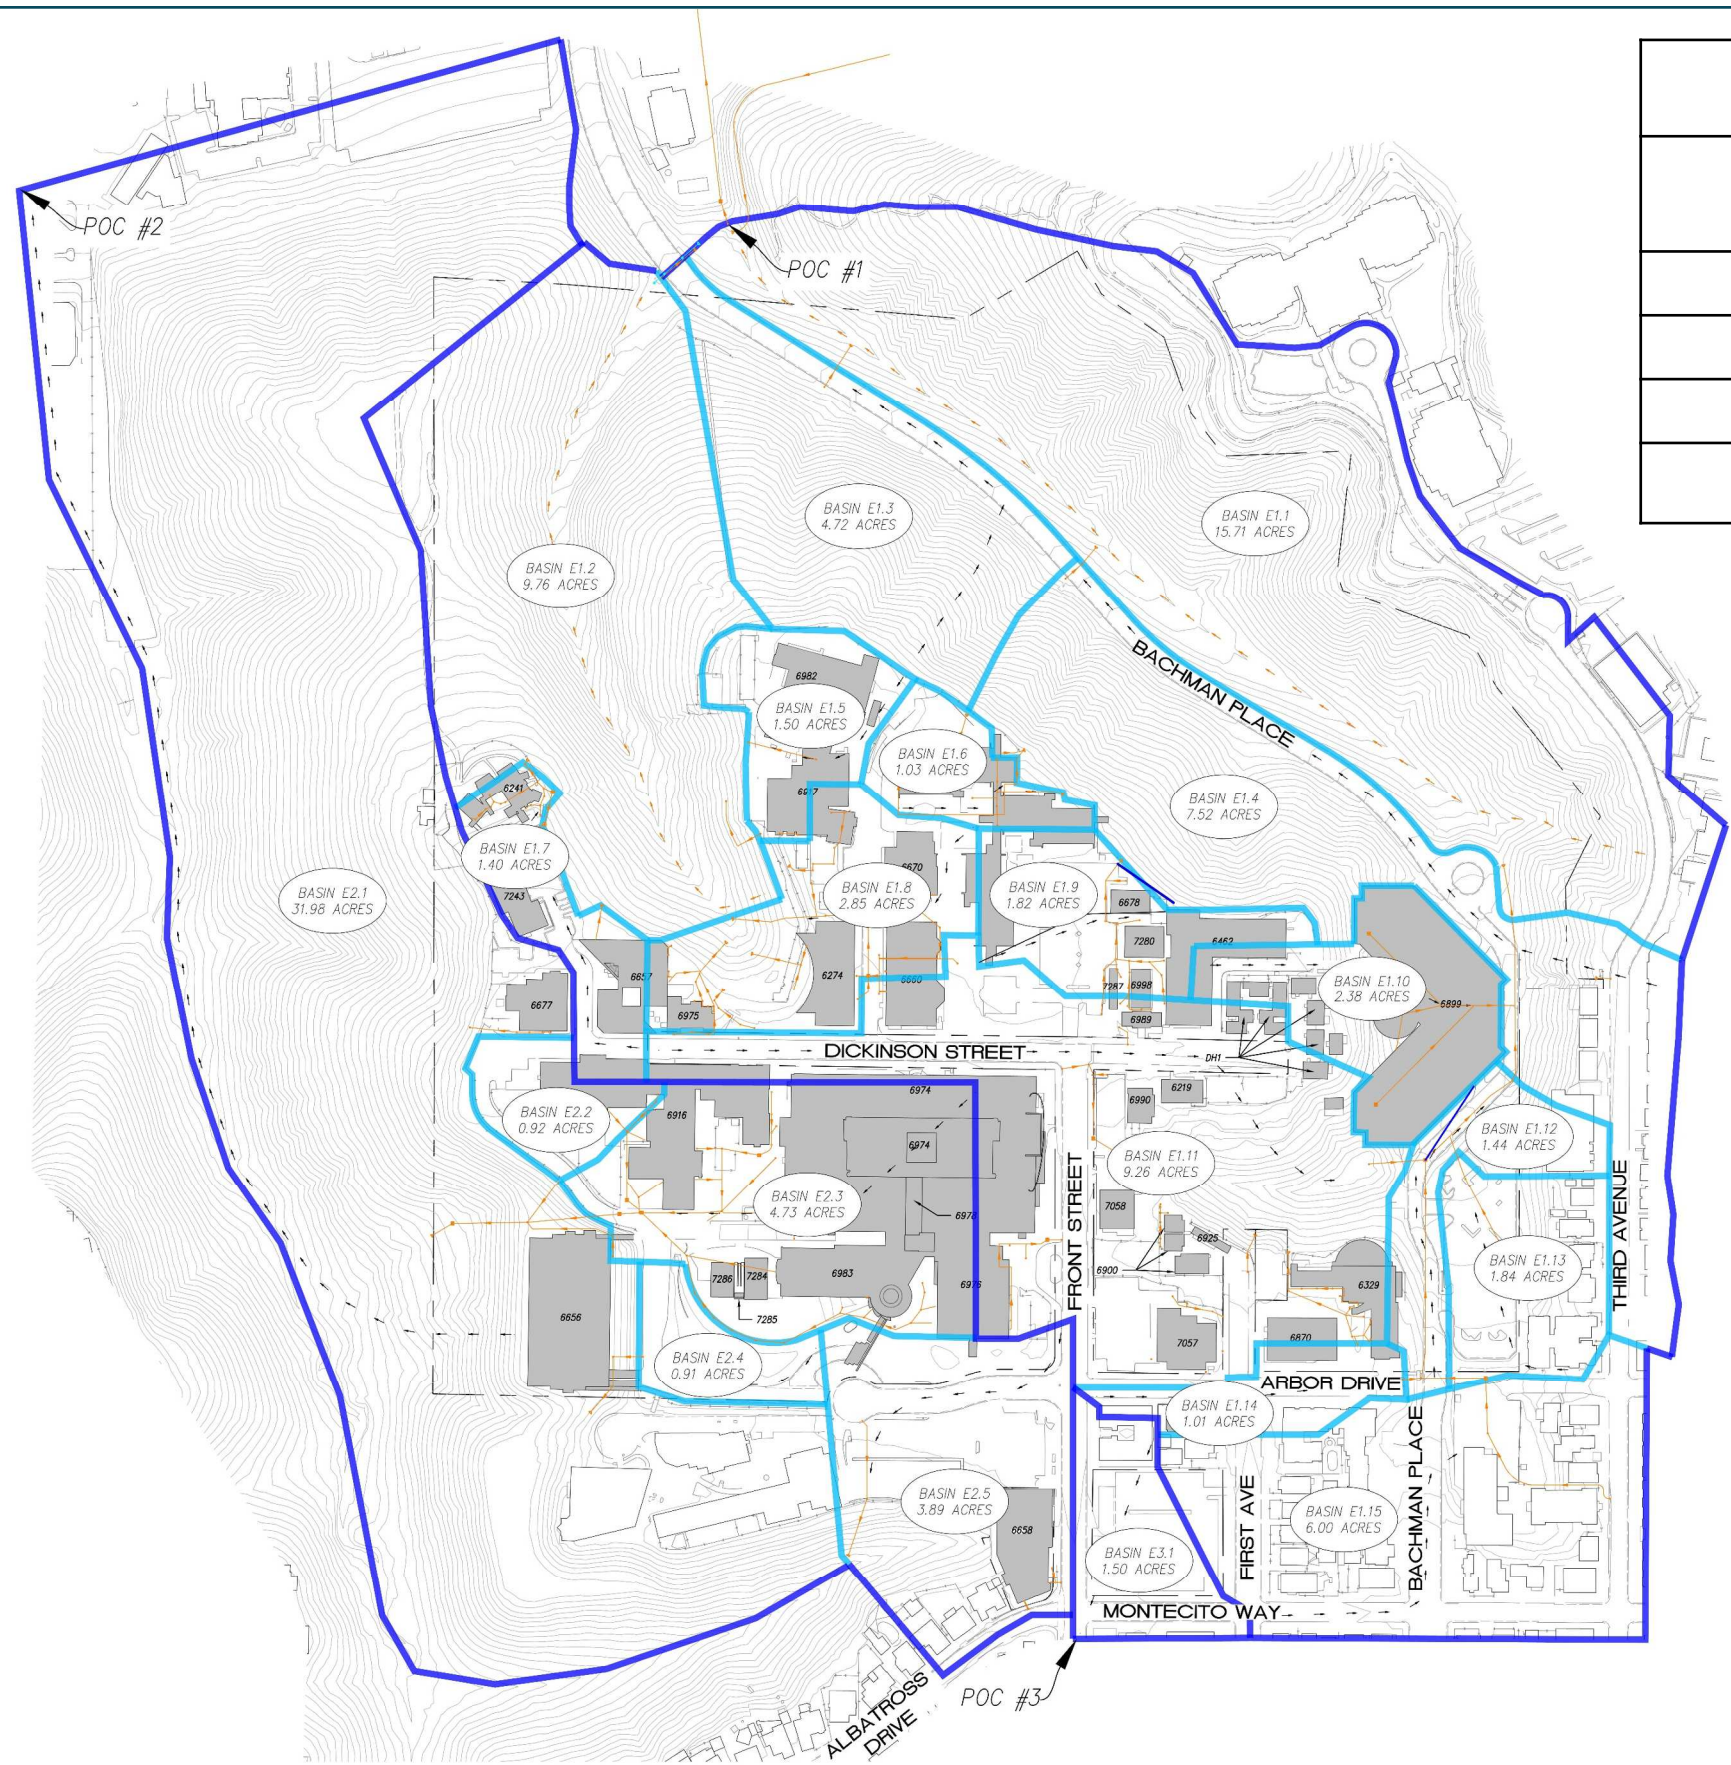 POC #2
POC #1
BASIN E1.3
4.72 ACRES
BASIN E1.1
15.71 ACRES
BASIN E1.2
9.76 ACRES
BACHMAN PLACE
6982
BASIN E1.5
1.50 ACRES
BASIN E1.6
1.03 ACRES
6241
6917
BASIN E1.4
7.52 ACRES
BASIN E1.7
1.40 ACRES
6670
BASIN E1.8
2.85 ACRES
BASIN E1.9
1.82 ACRES
BASIN E2.1
31.98 ACRES
7243
6678
7280
6462
6657
6274
6998
7287
BASIN E1.10
2.38 ACRES
6899
6677
6975
6989
DICKINSON STREET
DH1
6974
6990
6219
6916
BASIN E2.2
0.92 ACRES
6974
BASIN E1.12
1.44 ACRES
BASIN E1.11
9.26 ACRES
BASIN E2.3
4.73 ACRES
7058
6978
6925
FRONT STREET
THIRD AVENUE
6900
BASIN E1.13
1.84 ACRES
7286
7284
6983
6976
6329
6656
7285
7057
6870
BASIN E2.4
0.91 ACRES
ARBOR DRIVE
BASIN E1.14
1.01 ACRES
BASIN E2.5
3.89 ACRES
6658
BASIN E1.15
6.00 ACRES
FIRST AVE
BACHMAN PLACE
BASIN E3.1
1.50 ACRES
MONTECITO WAY
POC #3
ALBATROSS
DRIVE